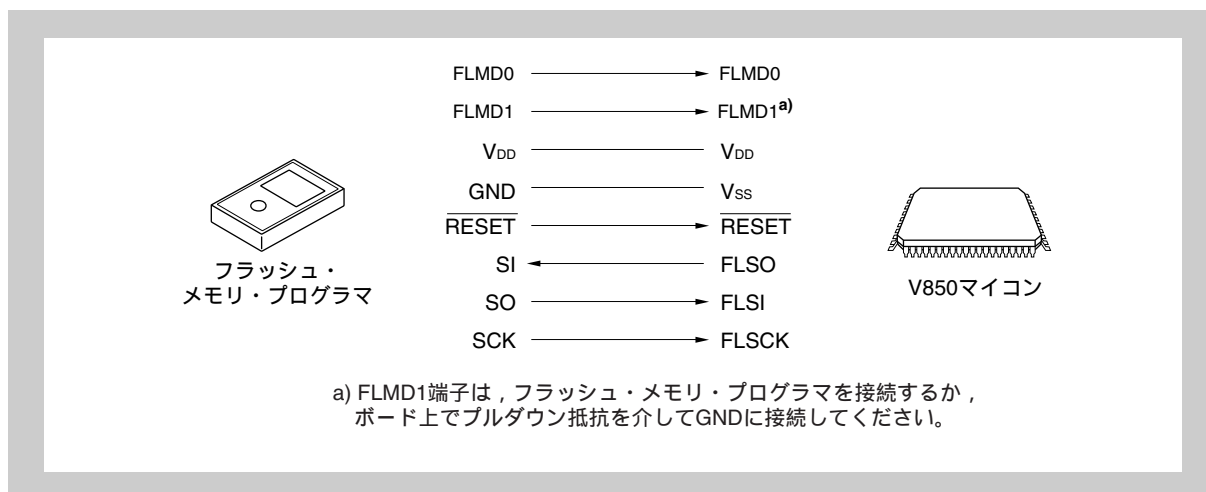 FLMD0 FLMD0
FLMD1 FLMD1a)
VDD VDD
GND VSS
RESET RESET
SI FLSO
SO FLSI
SCK FLSCK
フラッシュ・
メモリ・プログラマ
V850マイコン
a) FLMD1端子は，フラッシュ・メモリ・プログラマを接続するか，
ボード上でプルダウン抵抗を介してGNDに接続してください。